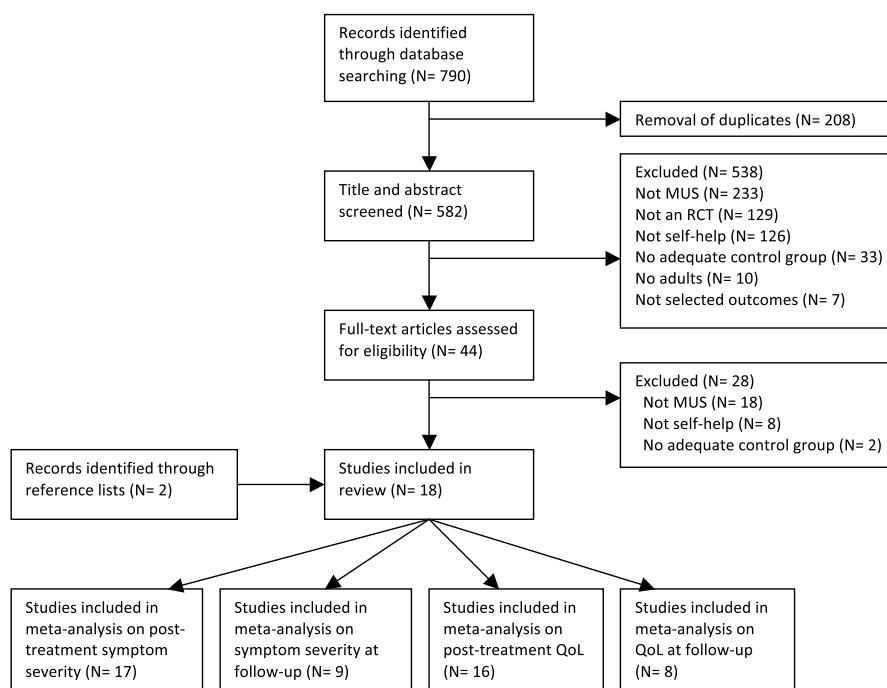 Records identified
through database
searching (N= 790)
Removal of duplicates (N= 208)
Title and abstract
screened (N= 582)
Excluded (N= 538)
Not MUS (N= 233)
Not an RCT (N= 129)
Not self-help (N= 126)
No adequate control group (N= 33)
No adults (N= 10)
Not selected outcomes (N= 7)
Full-text articles assessed
for eligibility (N= 44)
Excluded (N= 28)
Not MUS (N= 18)
Not self-help (N= 8)
No adequate control group (N= 2)
Records identified through
reference lists (N= 2)
Studies included in
review (N= 18)
Studies included in
meta-analysis on post-
treatment symptom
severity (N= 17)
Studies included in
meta-analysis on
symptom severity at
follow-up (N= 9)
Studies included in
meta-analysis on
post-treatment QoL
(N= 16)
Studies included in
meta-analysis on
QoL at follow-up
(N= 8)